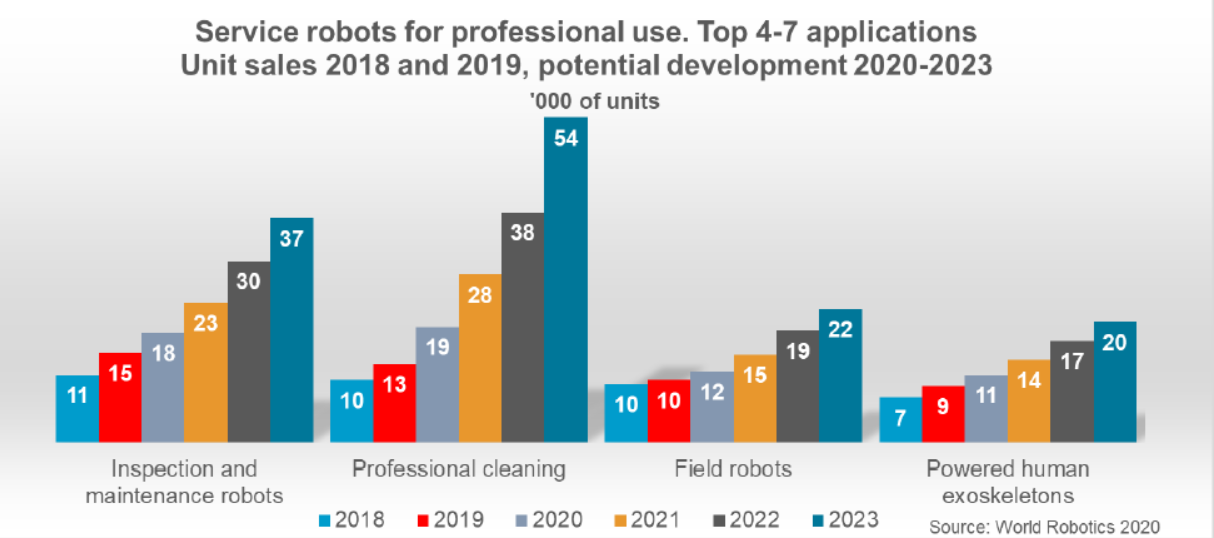 Service robots for professional use. Top 4-7 applications
Unit sales 2018 and 2019, potential development 2020-2023
'000 of units
11 15 18 23 30 37
10 13 19 28 38 54
10 10 12 15 19 22
7 9 11 14 17 20
Inspection and
maintenance robots
Professional cleaning
Field robots
Powered human
exoskeletons
2018 2019 2020 2021 2022 2023
Source: World Robotics 2020